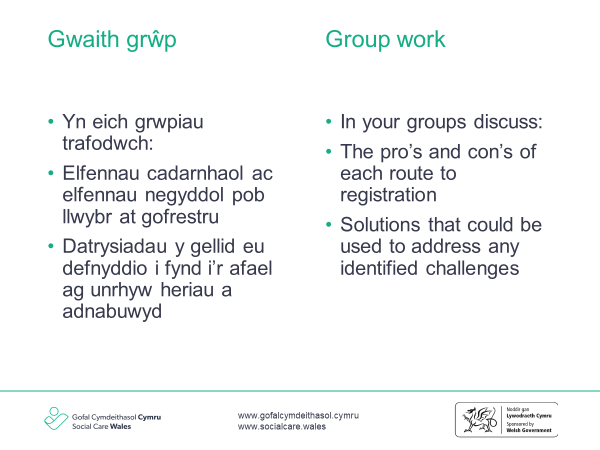 Gwaith grŵp
• Yn eich grwpiau
trafodwch:
• Elfennau cadarnhaol ac
elfennau negyddol pob
llwybr at gofrestru
• Datrysiadau y gellid eu
defnyddio i fynd i’r afael
ag unrhyw heriau a
adnabuwyd
Group work
• In your groups discuss:
• The pro’s and con’s of
each route to
registration
• Solutions that could be
used to address any
identified challenges
Gofal Cymdeithasol Cymru
Social Care Wales
www.gofalcymdeithasol.cymru
www.socialcare.wales
Noddir gan
Lywodraeth Cymru
Sponsored by
Welsh Government